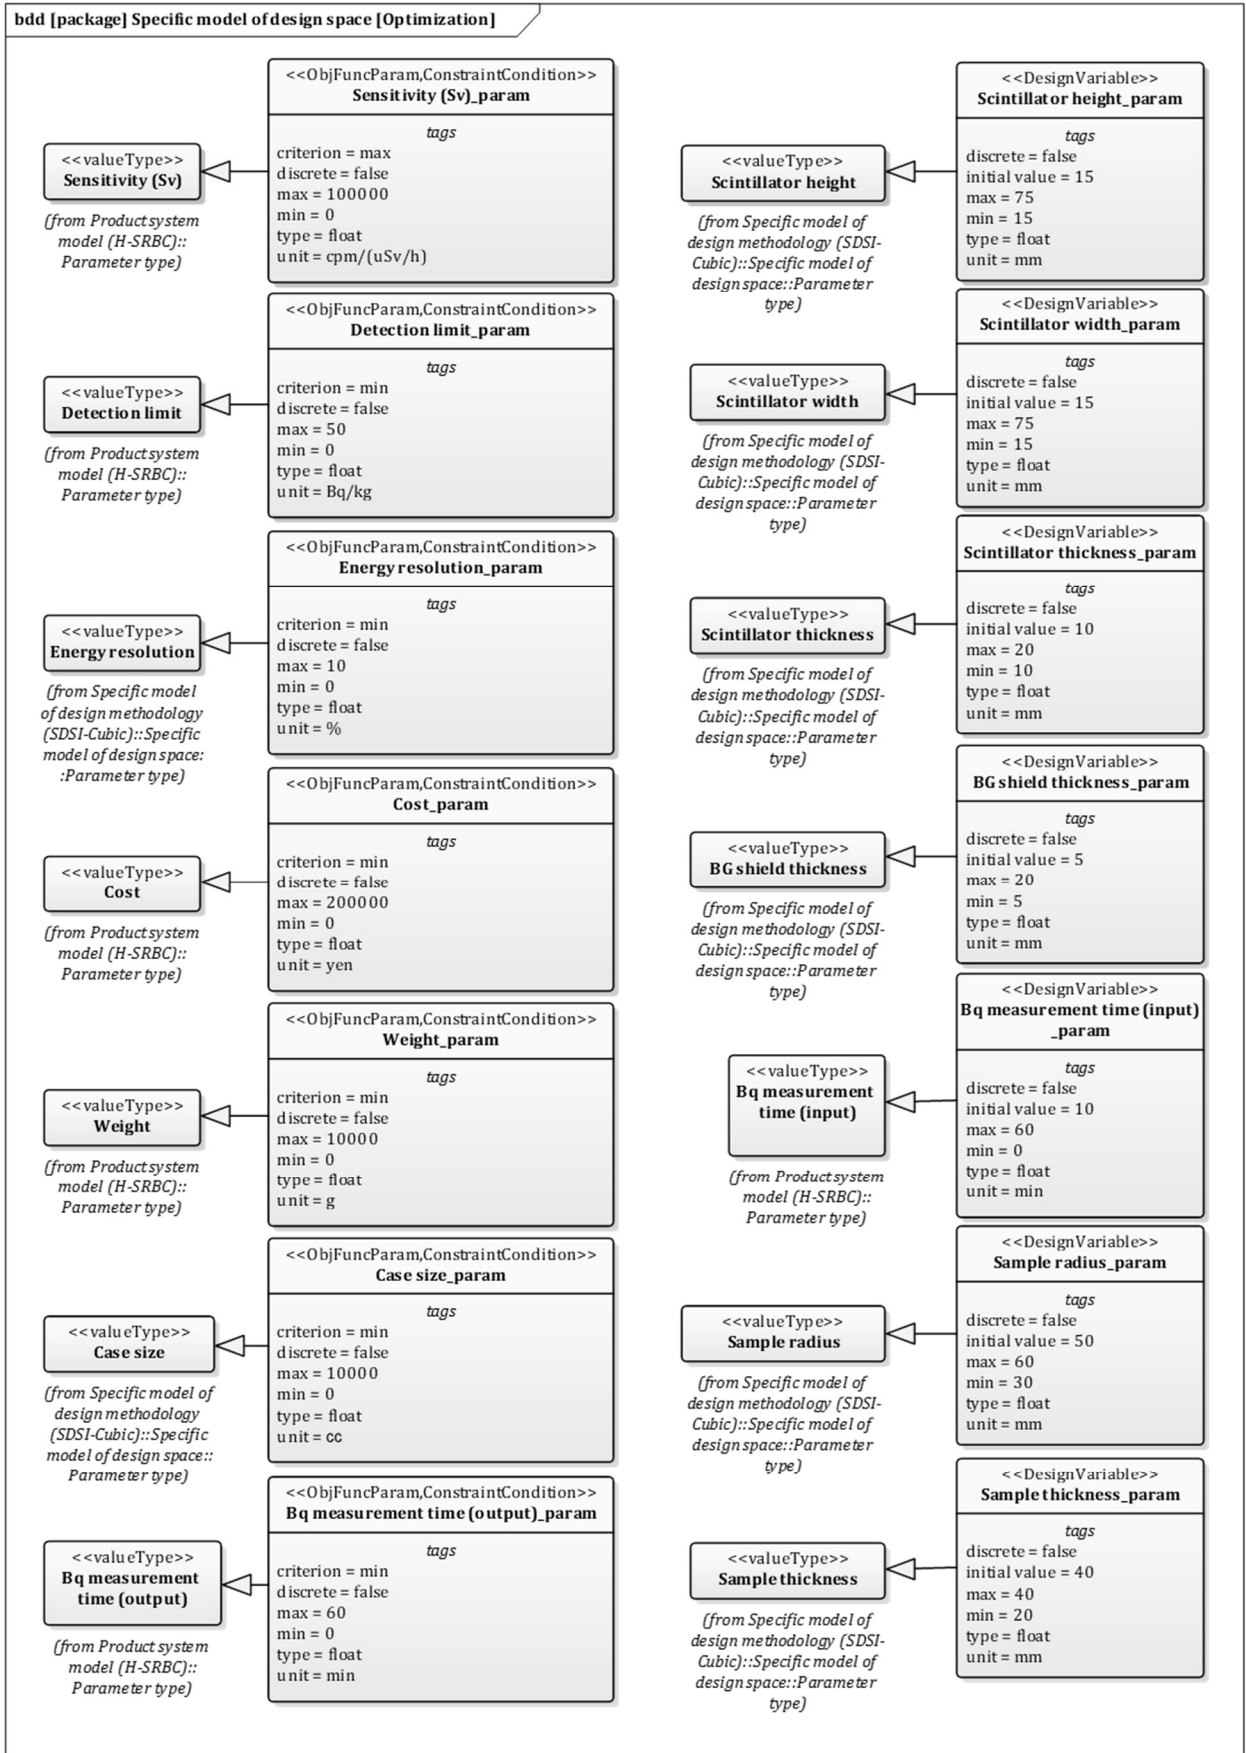 bdd [package] Specific model of design space [Optimization]
<<valueType>>
Sensitivity (Sv)
(from Product system
model (H-SRBC)::
Parameter type)
<<ObjFuncParam,ConstraintCondition>>
Sensitivity (Sv)_param
tags
criterion = max
discrete = false
max = 100000
min = 0
type = float
unit = cpm/(uSv/h)
<<valueType>>
Detection limit
(from Product system
model (H-SRBC)::
Parameter type)
<<ObjFuncParam,ConstraintCondition>>
Detection limit_param
tags
criterion = min
discrete = false
max = 50
min = 0
type = float
unit = Bq/kg
<<valueType>>
Energy resolution
(from Specific model
of design methodology
(SDSI-Cubic)::Specific
model of design space:
:Parameter type)
<<ObjFuncParam,ConstraintCondition>>
Energy resolution_param
tags
criterion = min
discrete = false
max = 10
min = 0
type = float
unit = %
<<valueType>>
Cost
(from Product system
model (H-SRBC)::
Parameter type)
<<ObjFuncParam,ConstraintCondition>>
Cost_param
tags
criterion = min
discrete = false
max = 200000
min = 0
type = float
unit = yen
<<valueType>>
Weight
(from Product system
model (H-SRBC)::
Parameter type)
<<ObjFuncParam,ConstraintCondition>>
Weight_param
tags
criterion = min
discrete = false
max = 10000
min = 0
type = float
unit = g
<<valueType>>
Case size
(from Specific model of
design methodology
(SDSI-Cubic)::Specific
model of design space::
Parameter type)
<<ObjFuncParam,ConstraintCondition>>
Case size_param
tags
criterion = min
discrete = false
max = 10000
min = 0
type = float
unit = cc
<<valueType>>
Bq measurement
time (output)
(from Product system
model (H-SRBC)::
Parameter type)
<<ObjFuncParam,ConstraintCondition>>
Bq measurement time (output)_param
tags
criterion = min
discrete = false
max = 60
min = 0
type = float
unit = min
<<valueType>>
Scintillator height
(from Specific model of
design methodology (SDSI-
Cubic)::Specific model of
design space::Parameter
type)
<<DesignVariable>>
Scintillator height_param
tags
discrete = false
initial value = 15
max = 75
min = 15
type = float
unit = mm
<<valueType>>
Scintillator width
(from Specific model of
design methodology (SDSI-
Cubic)::Specific model of
design space::Parameter
type)
<<DesignVariable>>
Scintillator width_param
tags
discrete = false
initial value = 15
max = 75
min = 15
type = float
unit = mm
<<valueType>>
Scintillator thickness
(from Specific model of
design methodology (SDSI-
Cubic)::Specific model of
design space::Parameter
type)
<<DesignVariable>>
Scintillator thickness_param
tags
discrete = false
initial value = 10
max = 20
min = 10
type = float
unit = mm
<<valueType>>
BG shield thickness
(from Specific model of
design methodology (SDSI-
Cubic)::Specific model of
design space::Parameter
type)
<<DesignVariable>>
BG shield thickness_param
tags
discrete = false
initial value = 5
max = 20
min = 5
type = float
unit = mm
<<valueType>>
Bq measurement
time (input)
(from Product system
model (H-SRBC)::
Parameter type)
<<DesignVariable>>
Bq measurement time (input)
_param
tags
discrete = false
initial value = 10
max = 60
min = 0
type = float
unit = min
<<valueType>>
Sample radius
(from Specific model of
design methodology (SDSI-
Cubic)::Specific model of
design space::Parameter
type)
<<DesignVariable>>
Sample radius_param
tags
discrete = false
initial value = 50
max = 60
min = 30
type = float
unit = mm
<<valueType>>
Sample thickness
(from Specific model of
design methodology (SDSI-
Cubic)::Specific model of
design space::Parameter
type)
<<DesignVariable>>
Sample thickness_param
tags
discrete = false
initial value = 40
max = 40
min = 20
type = float
unit = mm